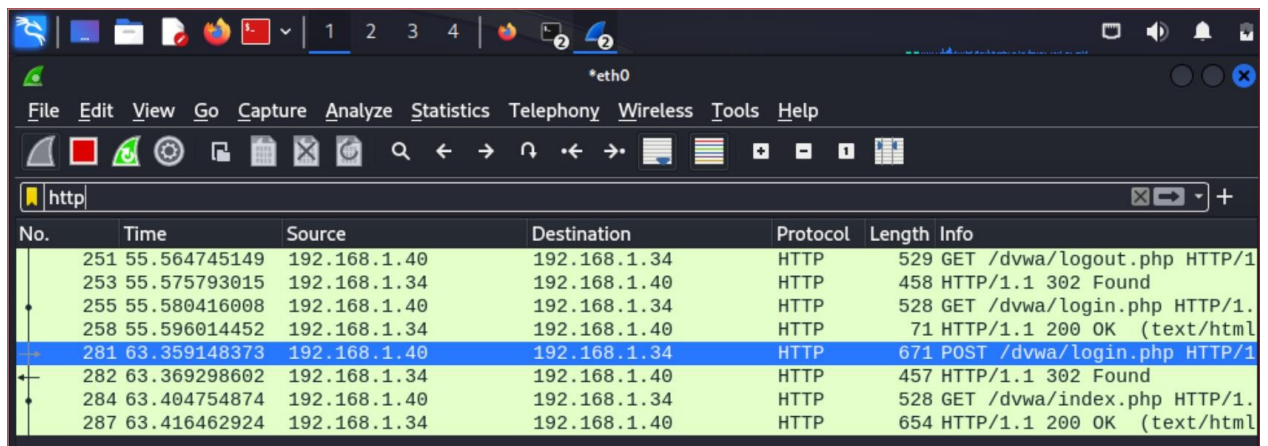 1 2 3 4 2 2
*eth0
File Edit View Go Capture Analyze Statistics Telephony Wireless Tools Help
http
No. Time Source Destination Protocol Length Info
251 55.564745149 192.168.1.40 192.168.1.34 HTTP 529 GET /dvwa/logout.php HTTP/1
253 55.575793015 192.168.1.34 192.168.1.40 HTTP 458 HTTP/1.1 302 Found
255 55.580416008 192.168.1.40 192.168.1.34 HTTP 528 GET /dvwa/login.php HTTP/1.
258 55.596014452 192.168.1.34 192.168.1.40 HTTP 71 HTTP/1.1 200 OK (text/html
281 63.359148373 192.168.1.40 192.168.1.34 HTTP 671 POST /dvwa/login.php HTTP/1
282 63.369298602 192.168.1.34 192.168.1.40 HTTP 457 HTTP/1.1 302 Found
284 63.404754874 192.168.1.40 192.168.1.34 HTTP 528 GET /dvwa/index.php HTTP/1.
287 63.416462924 192.168.1.34 192.168.1.40 HTTP 654 HTTP/1.1 200 OK (text/html